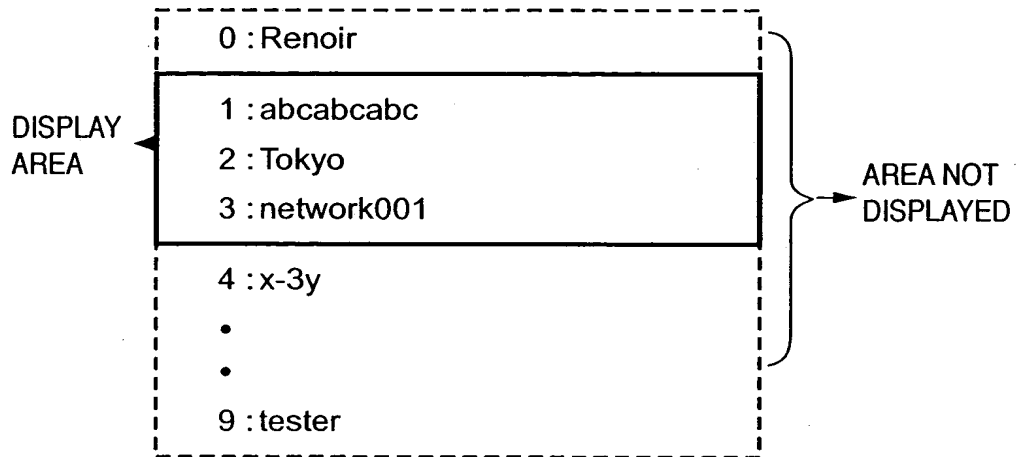 0 : Renoir
DISPLAY
AREA
1 : abcabcabc
2 : Tokyo
3 : network001
AREA NOT
DISPLAYED
4 : x-3y
•
•
9 : tester